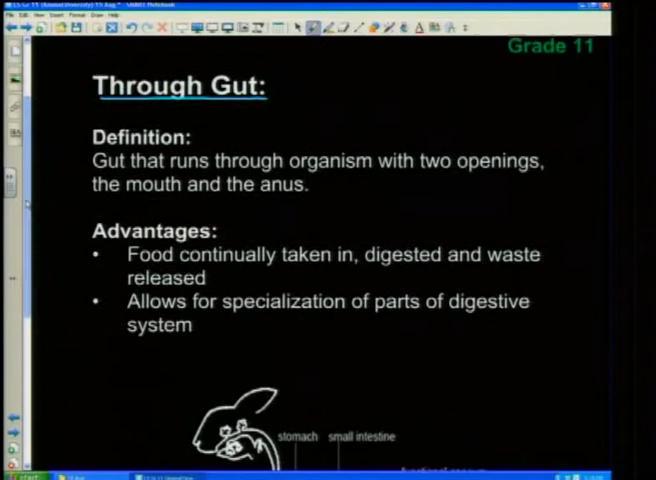 Grade 11
Through Gut:
Definition:
Gut that runs through organism with two openings,
the mouth and the anus.
Advantages:
• Food continually taken in, digested and waste
released
• Allows for specialization of parts of digestive
system
stomach small intestine